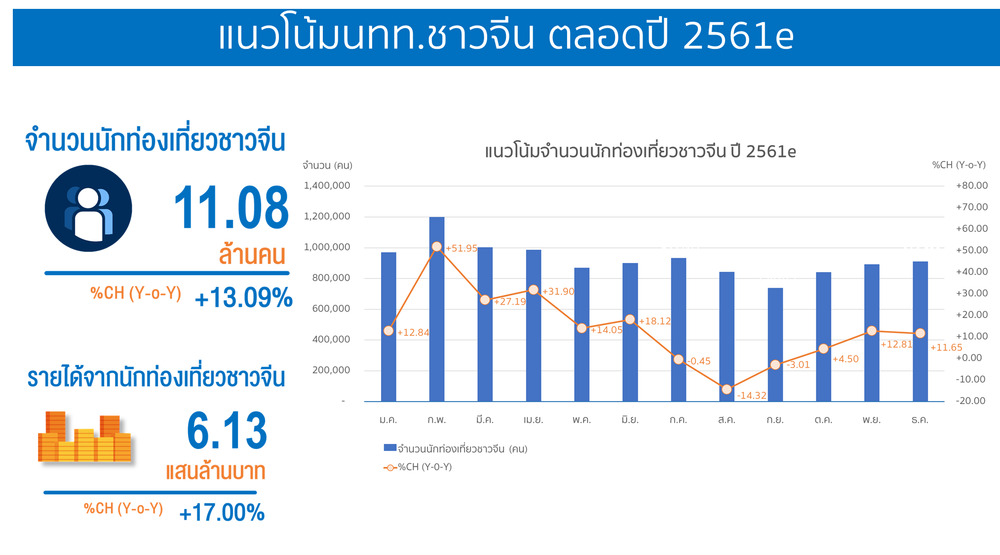 แนวโน้มนทท.ชาวจีน ตลอดปี 2561e
จำนวนนักท่องเที่ยวชาวจีน
11.08
ล้านคน
%CH (Y-o-Y) +13.09%
รายได้จากนักท่องเที่ยวชาวจีน
6.13
แสนล้านบาท
%CH (Y-o-Y) +17.00%
แนวโน้มจำนวนนักท่องเที่ยวชาวจีน ปี 2561e
จำนวน (คน)
%CH (Y-o-Y)
1,400,000
1,200,000
1,000,000
800,000
600,000
400,000
200,000
-
+80.00
+70.00
+60.00
+50.00
+40.00
+30.00
+20.00
+10.00
+0.00
-10.00
-20.00
+12.84
+51.95
+27.19
+31.90
+14.05
+18.12
-0.45
-14.32
-3.01
+4.50
+12.81
+11.65
ม.ค. ก.พ. มี.ค. เม.ย. พ.ค. มิ.ย. ก.ค. ส.ค. ก.ย. ต.ค. พ.ย. ธ.ค.
จำนวนนักท่องเที่ยวชาวจีน (คน)
%CH (Y-0-Y)